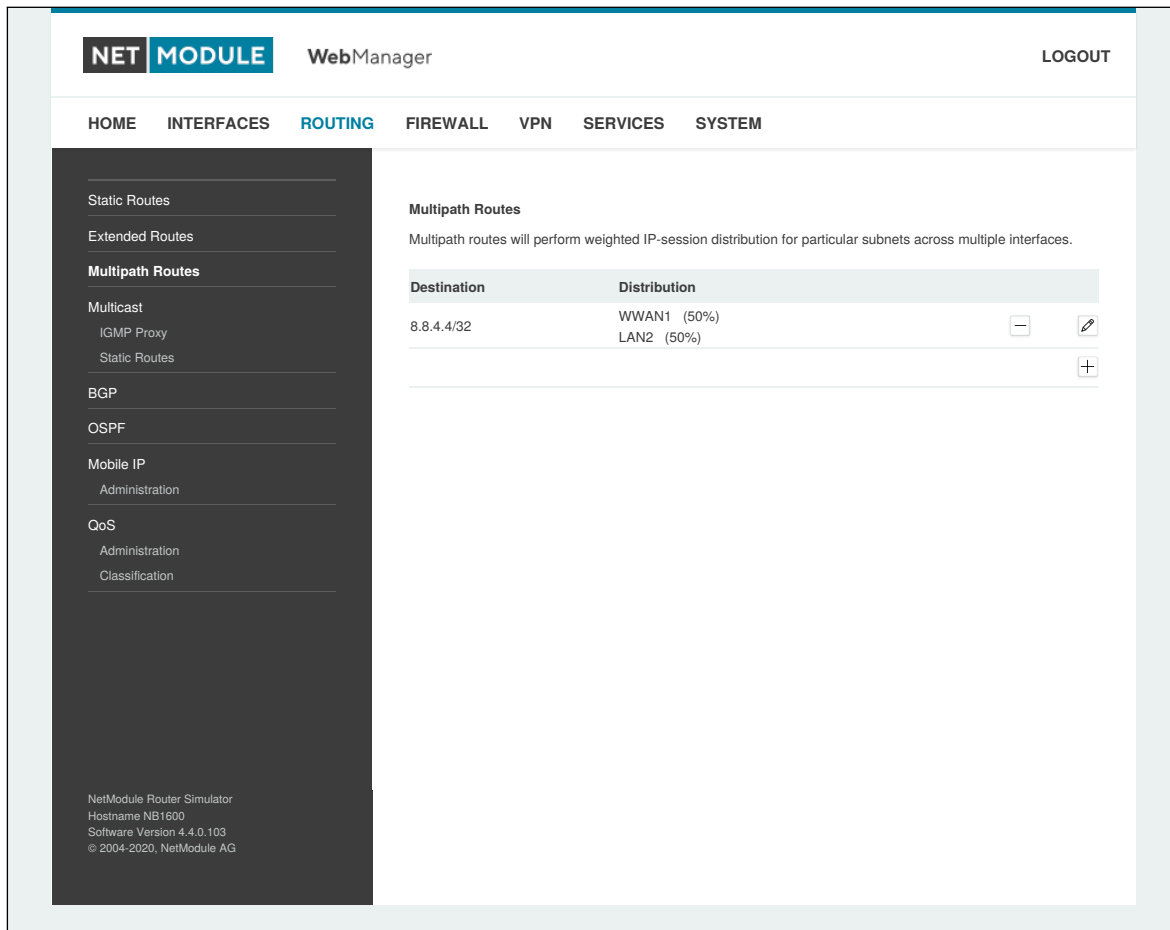 NET MODULE WebManager LOGOUT
HOME INTERFACES ROUTING FIREWALL VPN SERVICES SYSTEM
Static Routes
Extended Routes
Multipath Routes
Multicast
IGMP Proxy
Static Routes
BGP
OSPF
Mobile IP
Administration
QoS
Administration
Classification
NetModule Router Simulator
Hostname NB1600
Software Version 4.4.0.103
© 2004-2020, NetModule AG
Multipath Routes
Multipath routes will perform weighted IP-session distribution for particular subnets across multiple interfaces.
Destination Distribution
8.8.4.4/32 WWAN1 (50%)
LAN2 (50%)